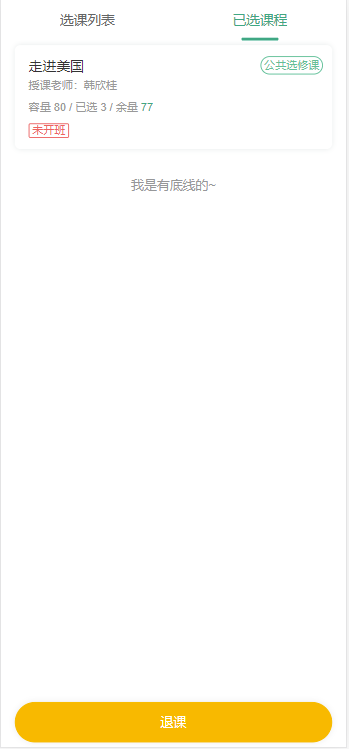 选课列表 已选课程
走进美国 公共选修课
授课老师：韩欣桂
容量 80 / 已选 3 / 余量 77
未开班
我是有底线的~
退课